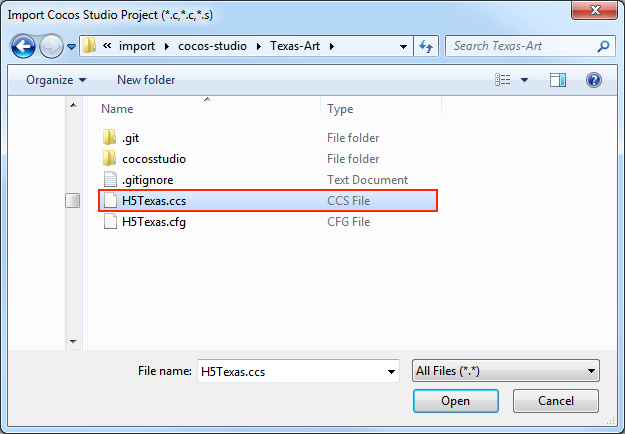 Import Cocos Studio Project (*.c,*.c,*.s)
« import cocos-studio Texas-Art Search Texas-Art
Organize New folder
Name Type
.git File folder
cocosstudio File folder
.gitignore Text Document
H5Texas.ccs CCS File
H5Texas.cfg CFG File
File name: H5Texas.ccs All Files (*.*)
Open Cancel